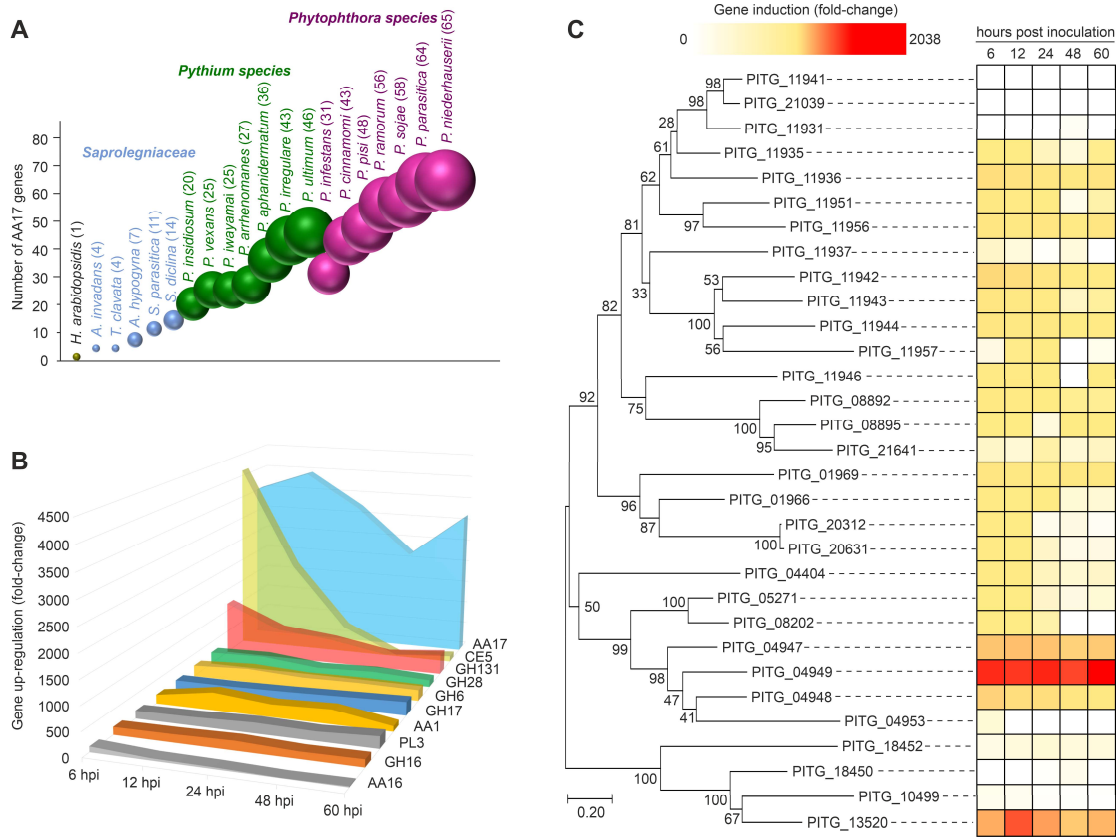 A
Phytophthora species
Pythium species
Saprolegniaceae
Number of AA17 genes
80
70
60
50
40
30
20
10
0
H. arabidopsidis (1)
A. invadans (4)
T. clavata (4)
A. hypogyna (7)
S. parasitica (11)
S. diclina (14)
P. insidiosum (20)
P. vexans (25)
P. iwayamai (25)
P. arrhenomanes (27)
P. aphanidermatum (36)
P. irregulare (43)
P. ultimum (46)
P. infestans (31)
P. cinnamomi (43)
P. pisi (48)
P. ramorum (56)
P. sojae (58)
P. parasitica (64)
P. niederhauserii (65)
B
Gene up-regulation (fold-change)
4500
4000
3500
3000
2500
2000
1500
1000
500
0
6 hpi
12 hpi
24 hpi
48 hpi
60 hpi
AA17
CE5
GH131
GH28
GH6
GH17
AA1
PL3
GH16
AA16
C
Gene induction (fold-change)
0
2038
hours post inoculation
6 12 24 48 60
PITG_11941
PITG_21039
PITG_11931
PITG_11935
PITG_11936
PITG_11951
PITG_11956
PITG_11937
PITG_11942
PITG_11943
PITG_11944
PITG_11957
PITG_11946
PITG_08892
PITG_08895
PITG_21641
PITG_01969
PITG_01966
PITG_20312
PITG_20631
PITG_04404
PITG_05271
PITG_08202
PITG_04947
PITG_04949
PITG_04948
PITG_04953
PITG_18452
PITG_18450
PITG_10499
PITG_13520
98
98
28
61
62
97
81
33
53
100
56
82
75
100
95
92
96
87
100
50
100
99
98
47
41
100
100
67
0.20